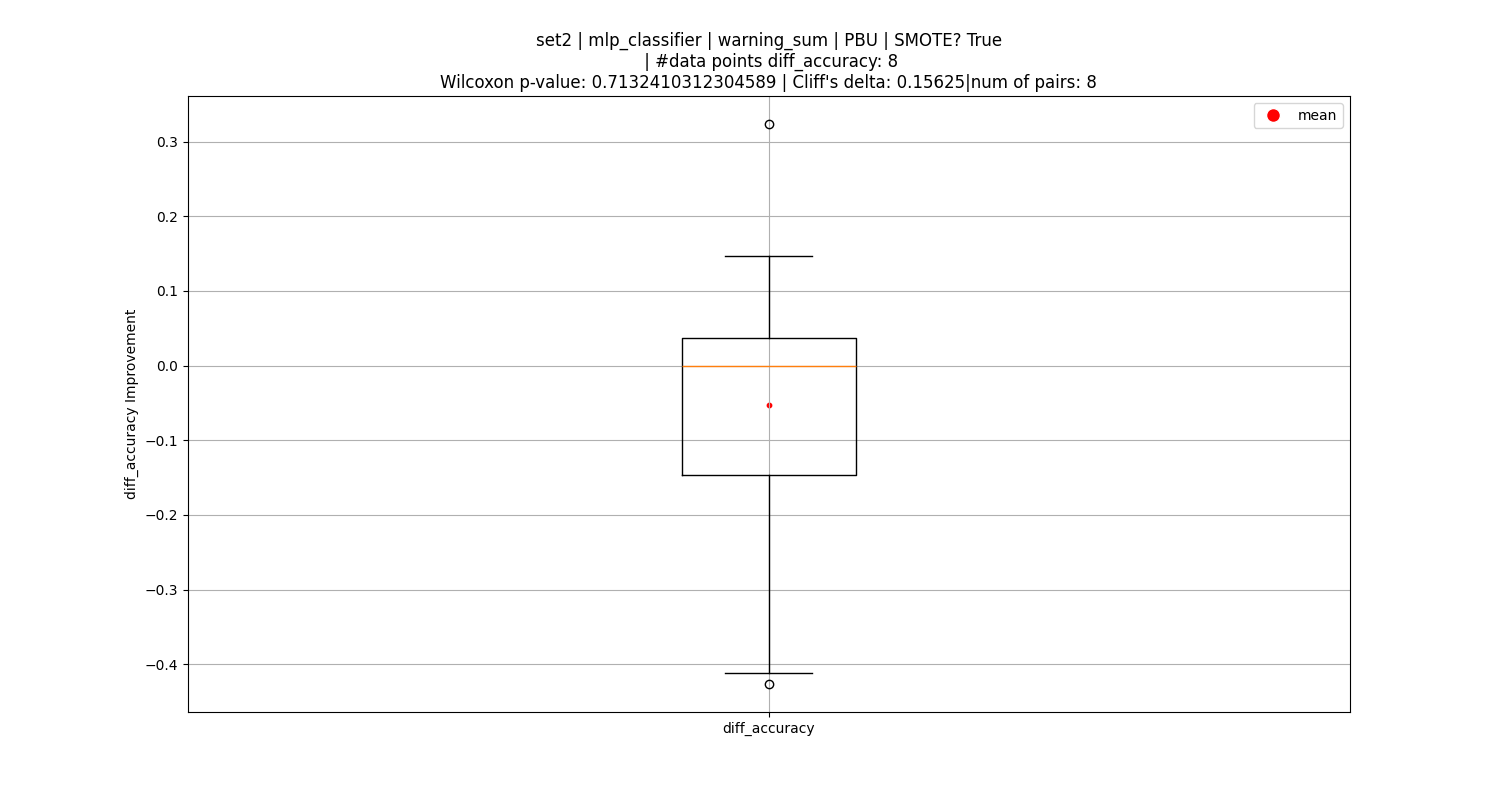 set2 | mlp_classifier | warning_sum | PBU | SMOTE? True
| #data points diff_accuracy: 8
Wilcoxon p-value: 0.7132410312304589 | Cliff's delta: 0.15625|num of pairs: 8
mean
0.3
0.2
0.1
0.0
−0.1
−0.2
−0.3
−0.4
diff_accuracy Improvement
diff_accuracy